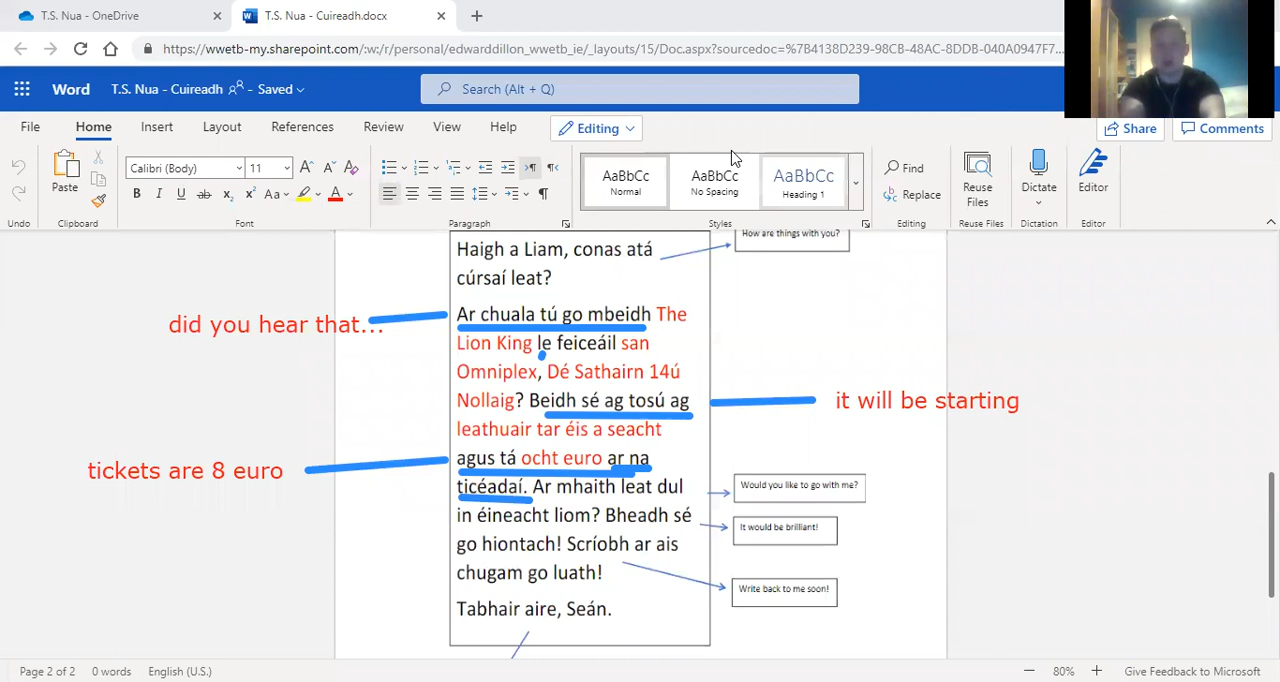 T.S. Nua - OneDrive
T.S. Nua - Cuireadh.docx
https://wwetb-my.sharepoint.com/:w:/r/personal/edwarddillon_wwetb_ie/_layouts/15/Doc.aspx?sourcedoc=%7B4138D239-98CB-48AC-8DDB-040A0947F7...
Word
T.S. Nua - Cuireadh - Saved
Search (Alt + Q)
File Home Insert Layout References Review View Help Editing Share Comments
Calibri (Body) 11
AaBbCc AaBbCc AaBbCc
Normal No Spacing Heading 1
Paste
Find
Replace
Reuse Files
Dictate
Editor
Undo Clipboard Font Paragraph Styles Editing Reuse Files Dictation Editor
How are things with you?
Haigh a Liam, conas atá
cúrsaí leat?
did you hear that...
Ar chuala tú go mbeidh The
Lion King le feiceáil san
Omniplex, Dé Sathairn 14ú
Nollaig? Beidh sé ag tosú ag
it will be starting
leathuair tar éis a seacht
tickets are 8 euro
agus tá ocht euro ar na
ticéadaí. Ar mhaith leat dul
Would you like to go with me?
in éineacht liom? Bheadh sé
It would be brilliant!
go hiontach! Scríobh ar ais
chugam go luath!
Write back to me soon!
Tabhair aire, Seán.
Page 2 of 2 0 words English (U.S.) 80% Give Feedback to Microsoft